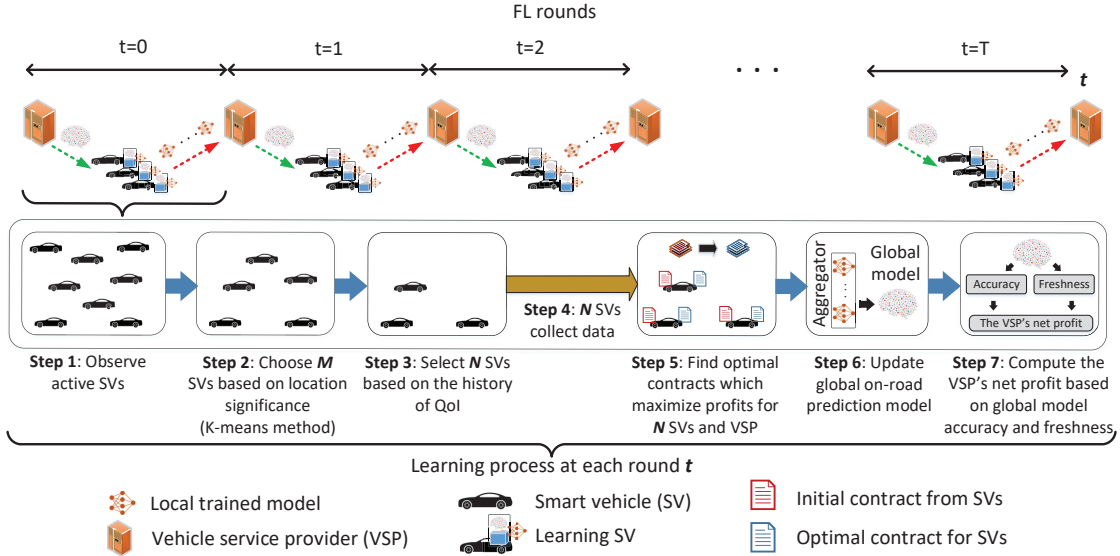 FL rounds
t=0
t=1
t=2
. . .
t=T
t
Aggregator
Global
model
Accuracy
Freshness
The VSP's net profit
Step 1: Observe
active SVs
Step 2: Choose M
SVs based on location
significance
(K-means method)
Step 3: Select N SVs
based on the history
of QoI
Step 4: N SVs
collect data
Step 5: Find optimal
contracts which
maximize profits for
N SVs and VSP
Step 6: Update
global on-road
prediction model
Step 7: Compute the
VSP's net profit based
on global model
accuracy and freshness
Learning process at each round t
Local trained model
Smart vehicle (SV)
Initial contract from SVs
Vehicle service provider (VSP)
Learning SV
Optimal contract for SVs